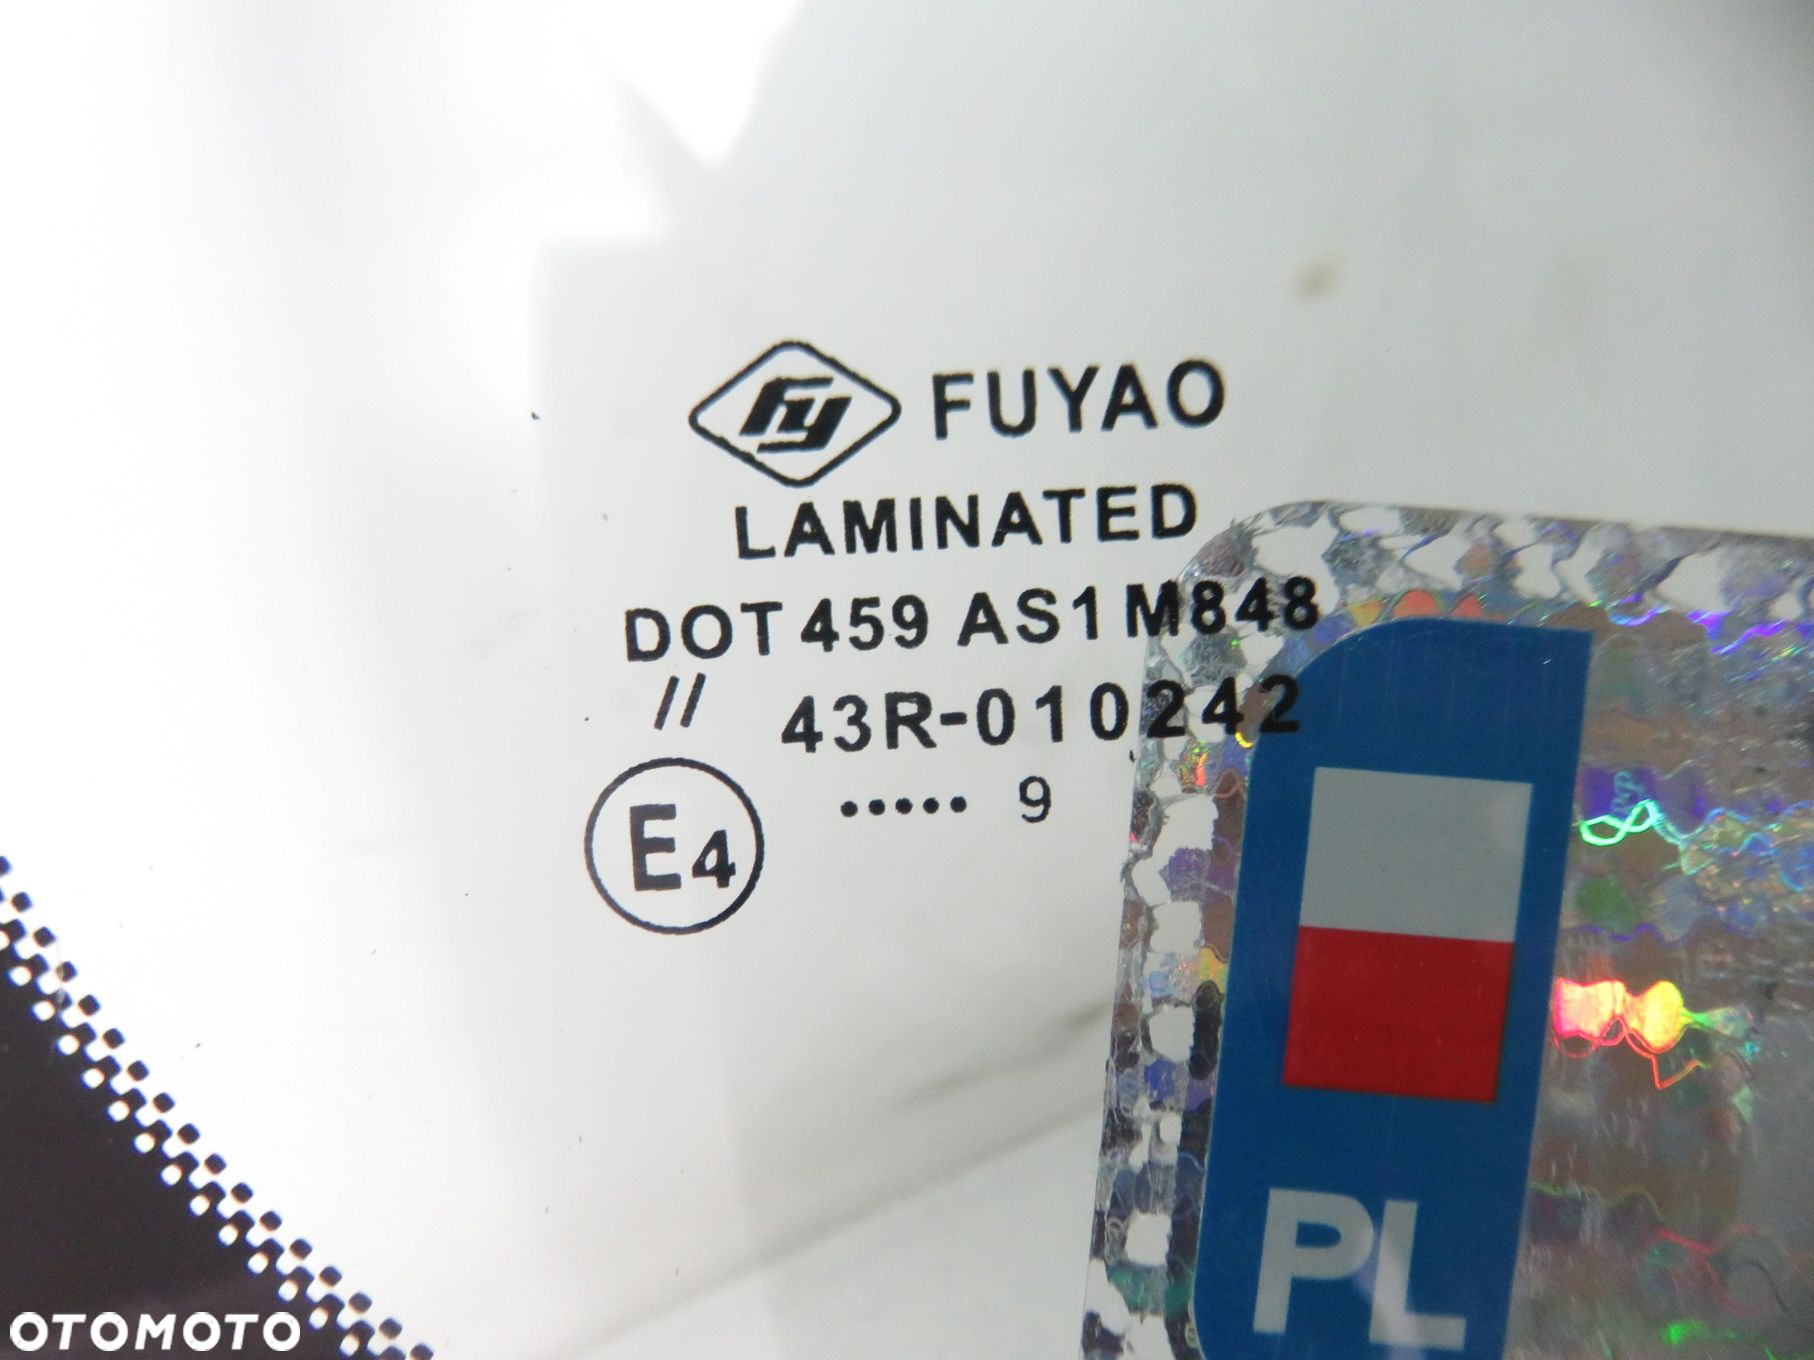 fy FUYAO
LAMINATED
DOT 459 AS1 M848
// 43R-010242
E4 ····· 9
PL
OTOMOTO